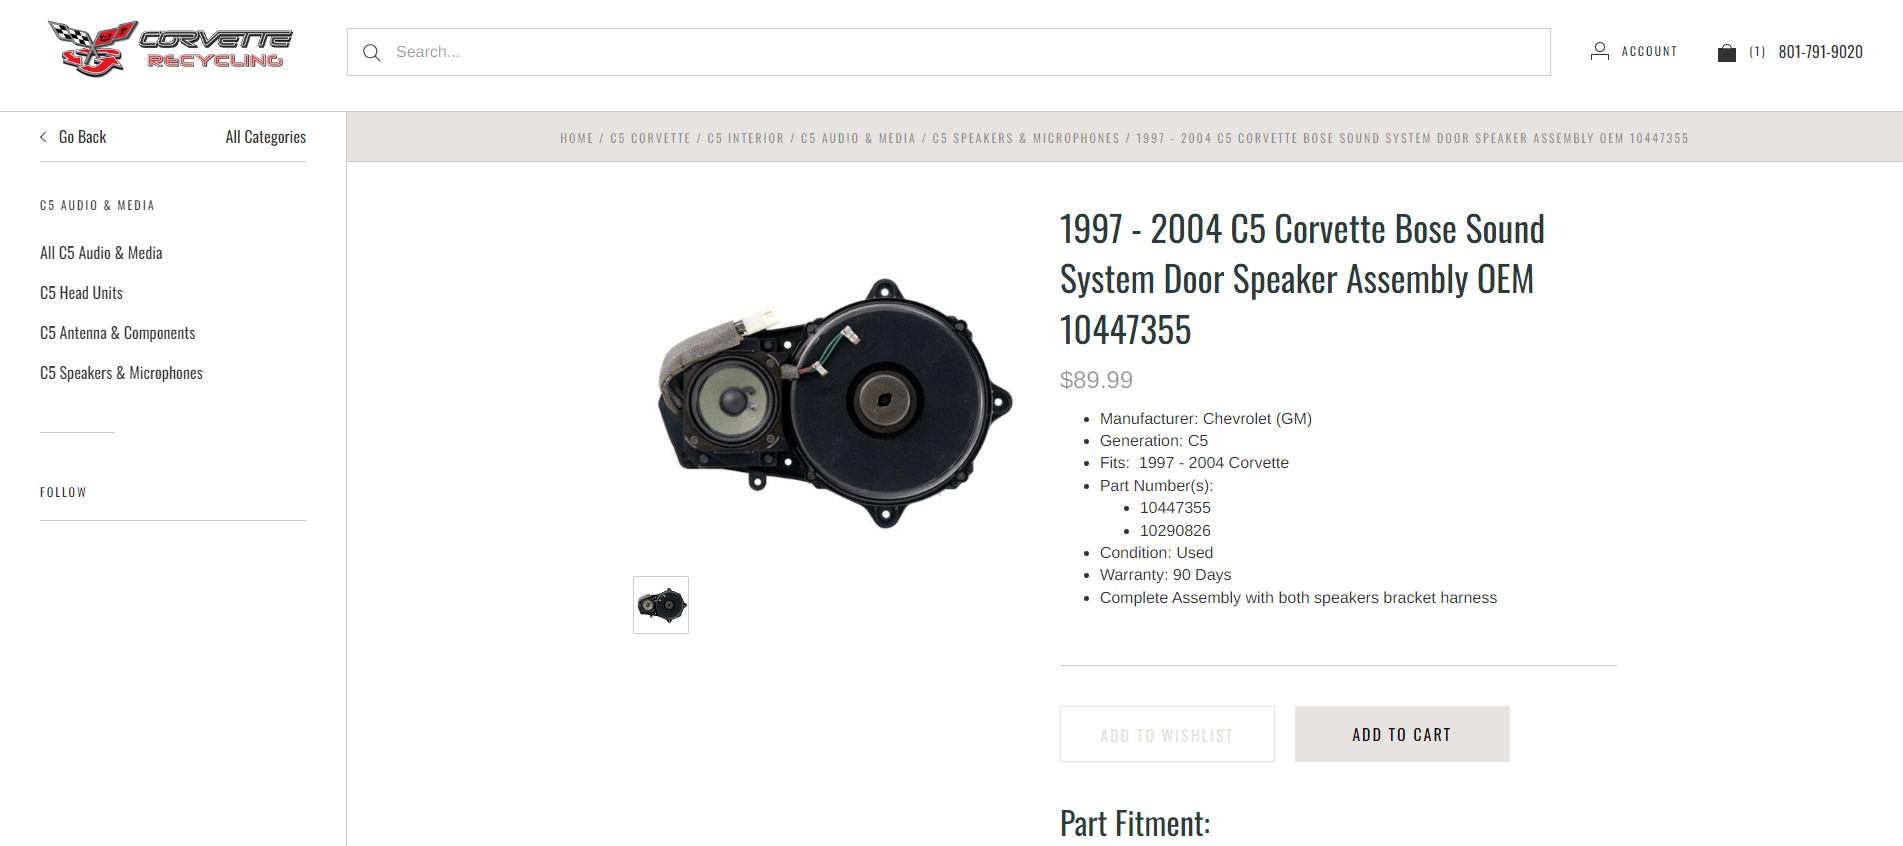 CORVETTE
RECYCLING
Search...
ACCOUNT
(1)
801-791-9020
Go Back
All Categories
HOME / C5 CORVETTE / C5 INTERIOR / C5 AUDIO & MEDIA / C5 SPEAKERS & MICROPHONES / 1997 - 2004 C5 CORVETTE BOSE SOUND SYSTEM DOOR SPEAKER ASSEMBLY OEM 10447355
C5 AUDIO & MEDIA
All C5 Audio & Media
C5 Head Units
C5 Antenna & Components
C5 Speakers & Microphones
FOLLOW
1997 - 2004 C5 Corvette Bose Sound
System Door Speaker Assembly OEM
10447355
$89.99
• Manufacturer: Chevrolet (GM)
• Generation: C5
• Fits:  1997 - 2004 Corvette
• Part Number(s):
• 10447355
• 10290826
• Condition: Used
• Warranty: 90 Days
• Complete Assembly with both speakers bracket harness
ADD TO WISHLIST
ADD TO CART
Part Fitment: